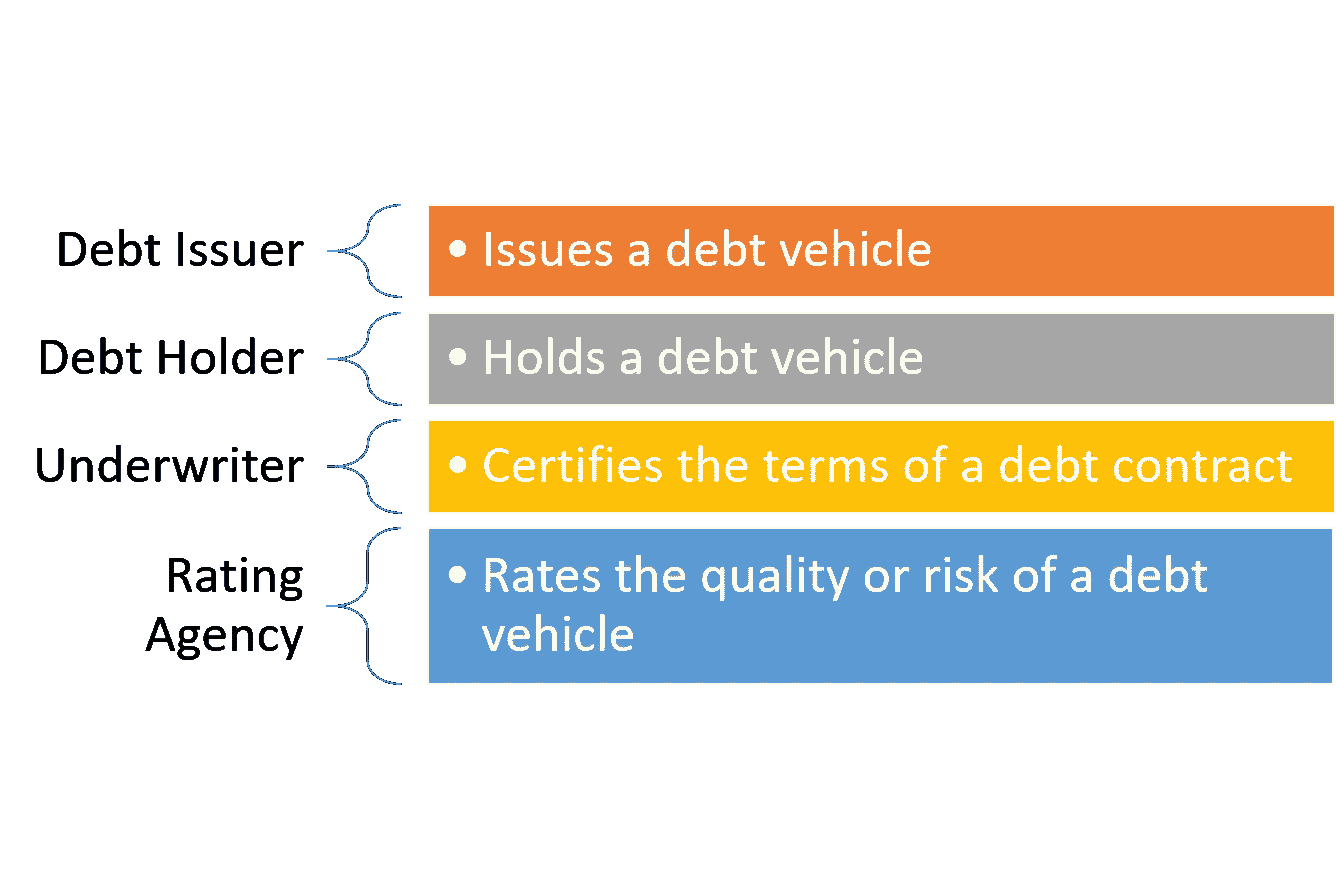 Debt Issuer
• Issues a debt vehicle
Debt Holder
• Holds a debt vehicle
Underwriter
• Certifies the terms of a debt contract
Rating
Agency
• Rates the quality or risk of a debt
vehicle